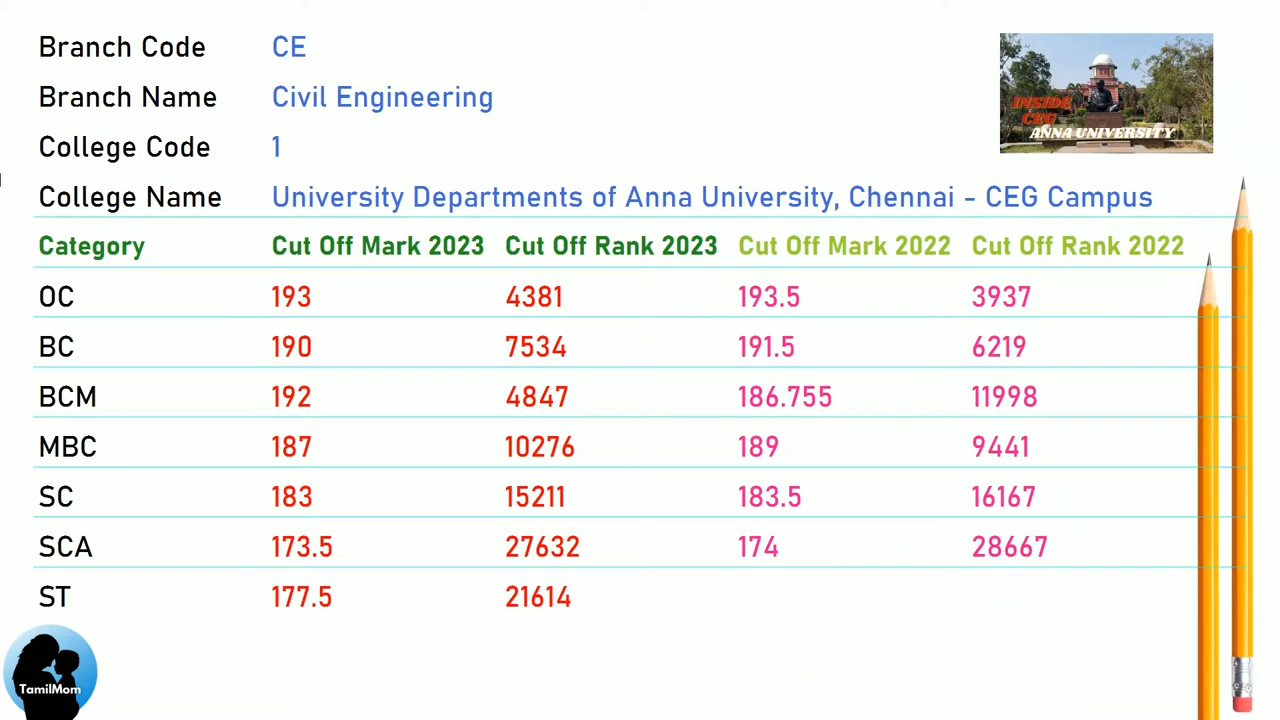 Branch Code CE
Branch Name Civil Engineering
College Code 1
College Name University Departments of Anna University, Chennai - CEG Campus
INSIDE
CEG
ANNA UNIVERSITY
Category Cut Off Mark 2023 Cut Off Rank 2023 Cut Off Mark 2022 Cut Off Rank 2022
OC 193 4381 193.5 3937
BC 190 7534 191.5 6219
BCM 192 4847 186.755 11998
MBC 187 10276 189 9441
SC 183 15211 183.5 16167
SCA 173.5 27632 174 28667
ST 177.5 21614
TamilMom